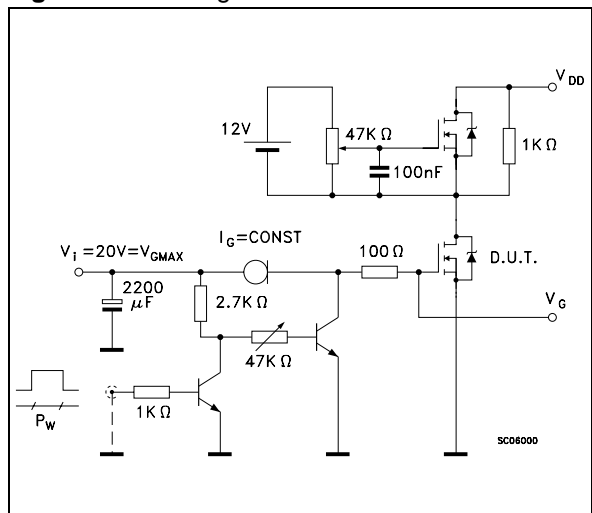 V DD
12V
47K Ω
1K Ω
100nF
I G =CONST
V i =20V=V GMAX
100 Ω
D.U.T.
2200
μF
2.7K Ω
V G
47K Ω
1K Ω
P W
SC06000